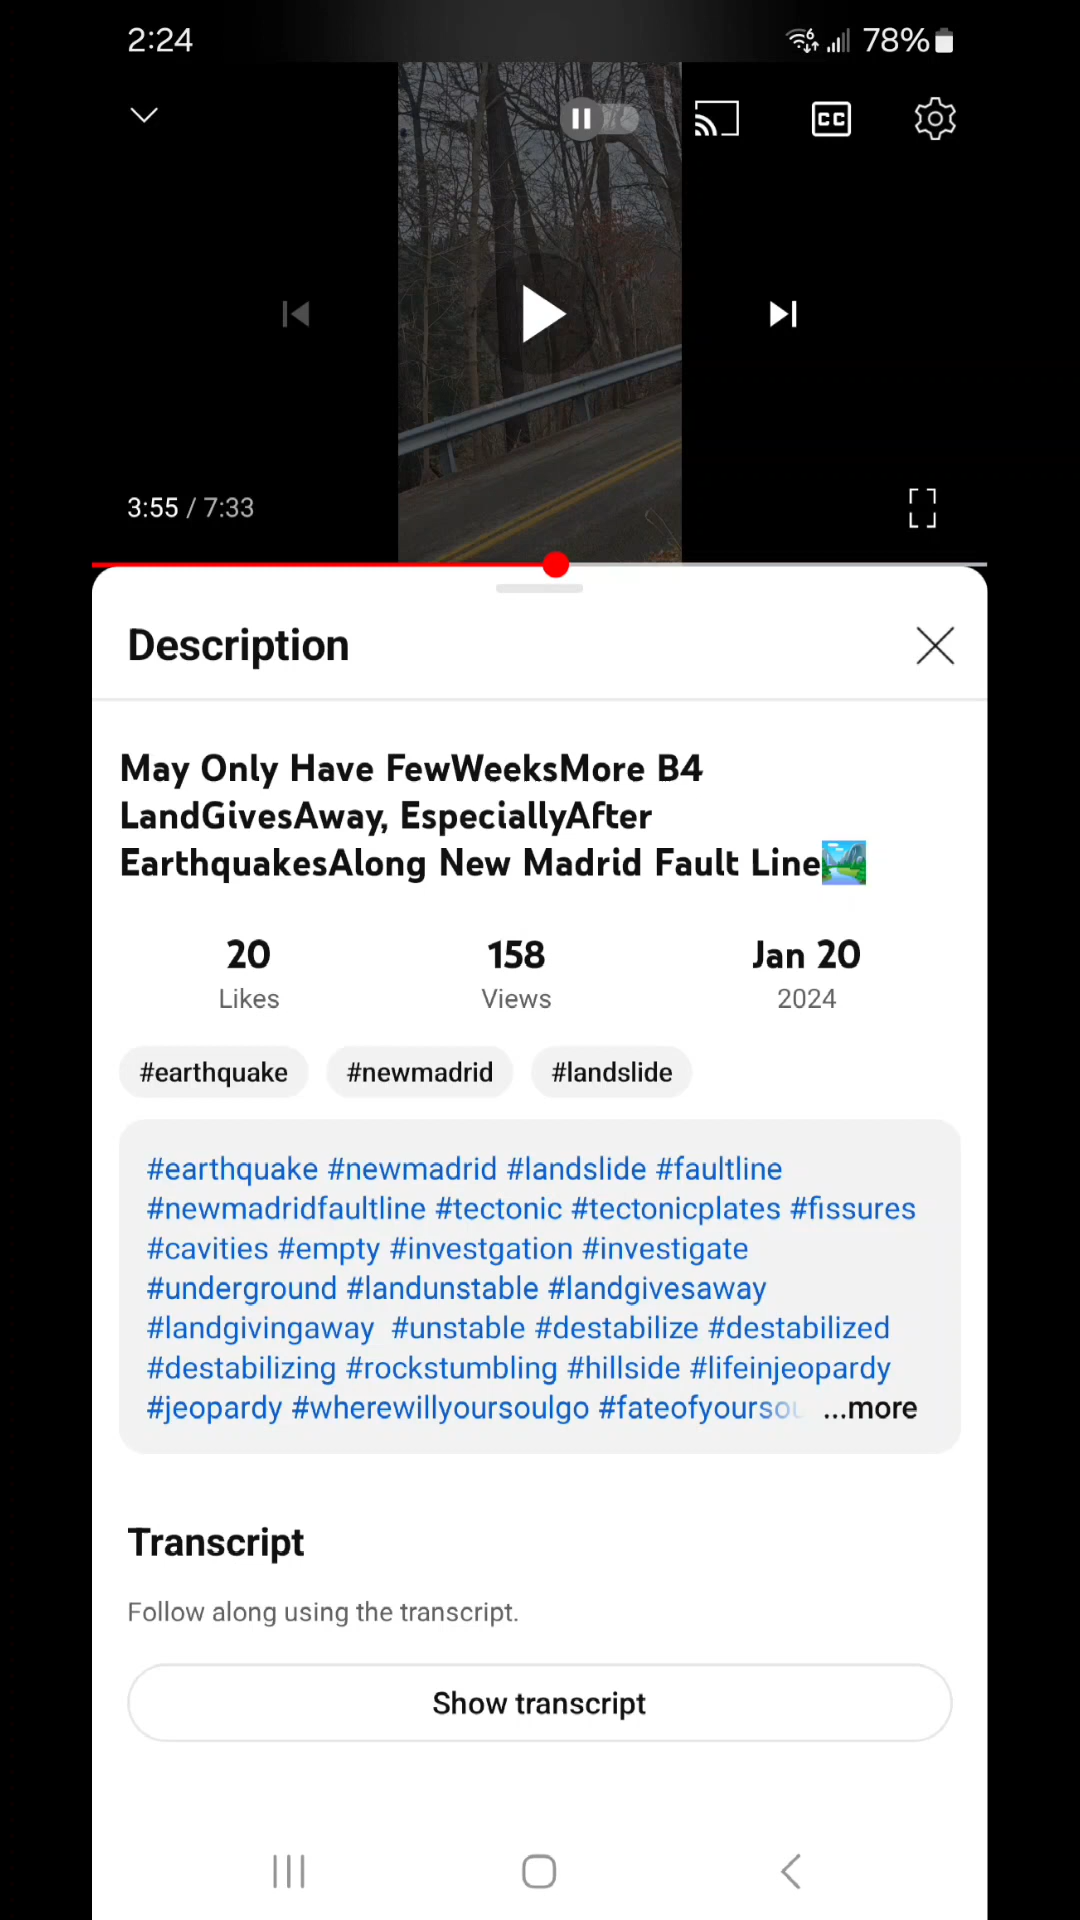 2:24
78%
CC
3:55 / 7:33
Description
May Only Have FewWeeksMore B4
LandGivesAway, EspeciallyAfter
EarthquakesAlong New Madrid Fault Line🏞️
20
Likes
158
Views
Jan 20
2024
#earthquake
#newmadrid
#landslide
#earthquake #newmadrid #landslide #faultline
#newmadridfaultline #tectonic #tectonicplates #fissures
#cavities #empty #investgation #investigate
#underground #landunstable #landgivesaway
#landgivingaway #unstable #destabilize #destabilized
#destabilizing #rockstumbling #hillside #lifeinjeopardy
#jeopardy #wherewillyoursoulgo #fateofyoursou ...more
Transcript
Follow along using the transcript.
Show transcript